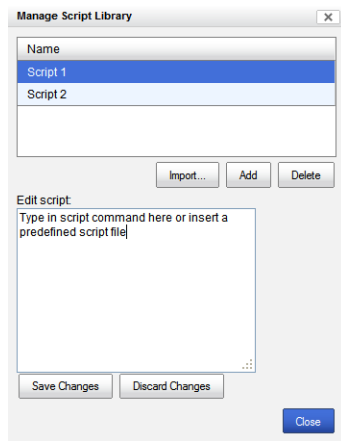 Manage Script Library
Name
Script 1
Script 2
Import...
Add
Delete
Edit script:
Type in script command here or insert a
predefined script file
Save Changes
Discard Changes
Close